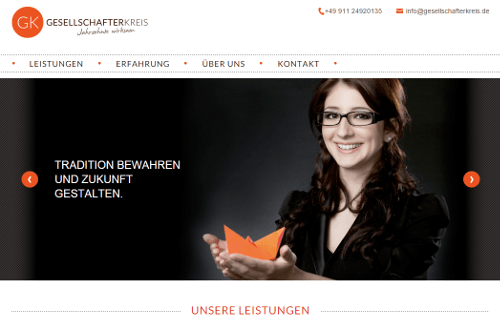 GK GESELLSCHAFTERKREIS
Jahrzehnte wirksam
+49 911 24920135
info@gesellschafterkreis.de
LEISTUNGEN
ERFAHRUNG
ÜBER UNS
KONTAKT
TRADITION BEWAHREN
UND ZUKUNFT
GESTALTEN.
UNSERE LEISTUNGEN